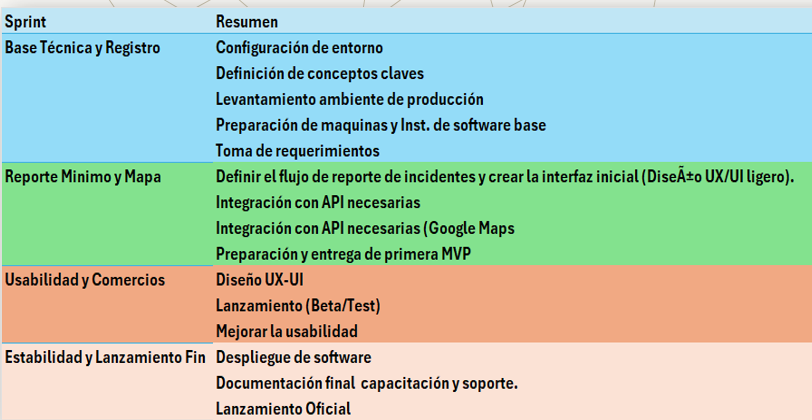 Sprint Resumen
Base Técnica y Registro Configuración de entorno
Definición de conceptos claves
Levantamiento ambiente de producción
Preparación de maquinas y Inst. de software base
Toma de requerimientos
Reporte Minimo y Mapa Definir el flujo de reporte de incidentes y crear la interfaz inicial (DiseÃ±o UX/UI ligero).
Integración con API necesarias
Integración con API necesarias (Google Maps
Preparación y entrega de primera MVP
Usabilidad y Comercios Diseño UX-UI
Lanzamiento (Beta/Test)
Mejorar la usabilidad
Estabilidad y Lanzamiento Fin Despliegue de software
Documentación final capacitación y soporte.
Lanzamiento Oficial